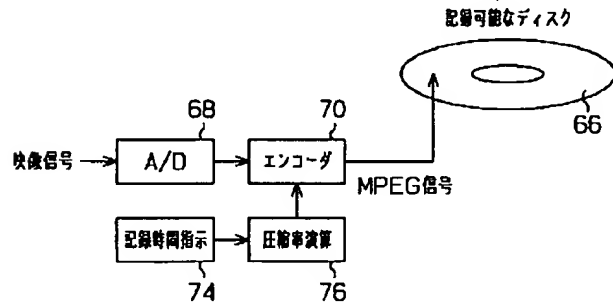 記録可能なディスク
66
68
70
映像信号
A/D
エンコーダ
MPEG信号
記録時間指示
圧縮率演算
74
76